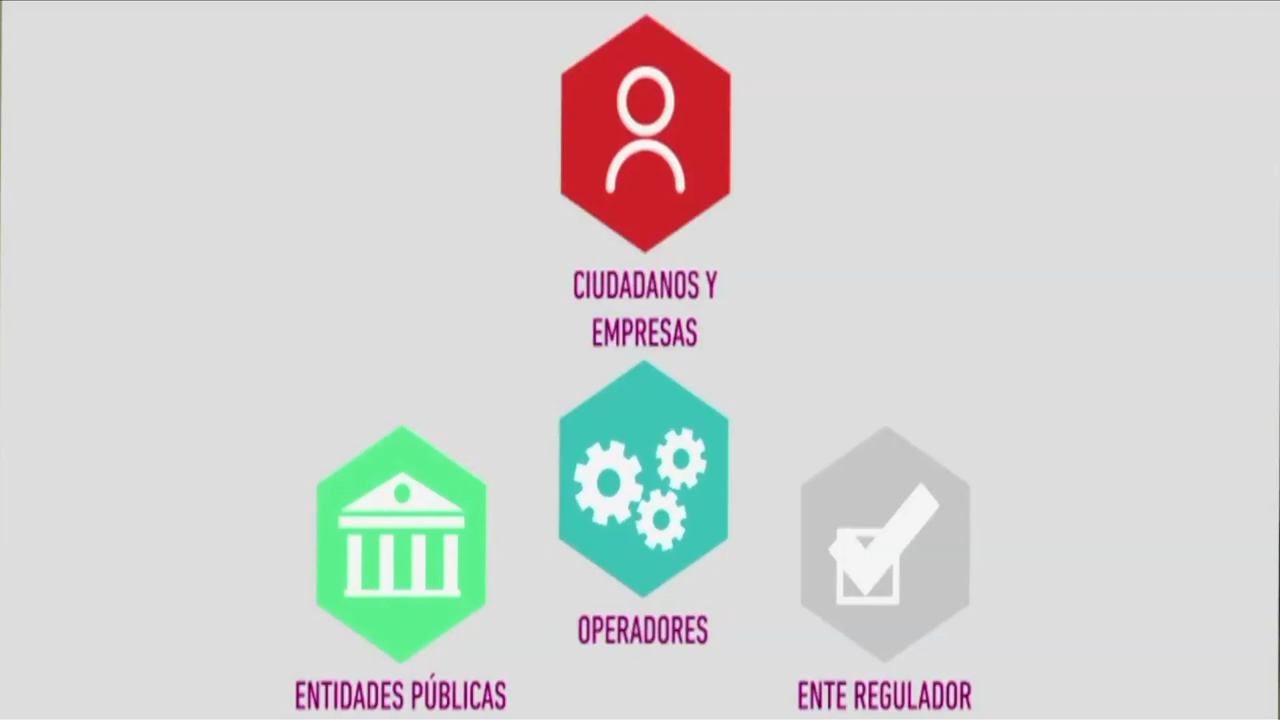 CIUDADANOS Y
EMPRESAS
OPERADORES
ENTIDADES PÚBLICAS
ENTE REGULADOR